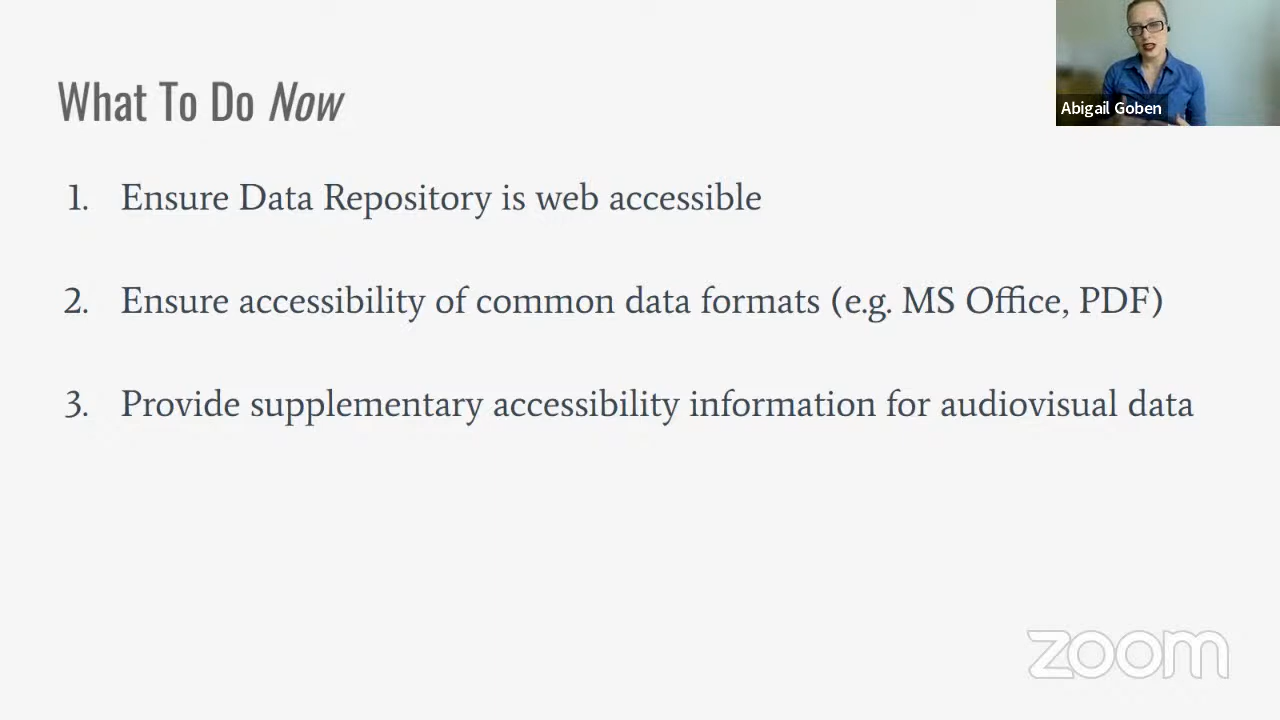 What To Do Now
Abigail Goben
1. Ensure Data Repository is web accessible
2. Ensure accessibility of common data formats (e.g. MS Office, PDF)
3. Provide supplementary accessibility information for audiovisual data
zoom